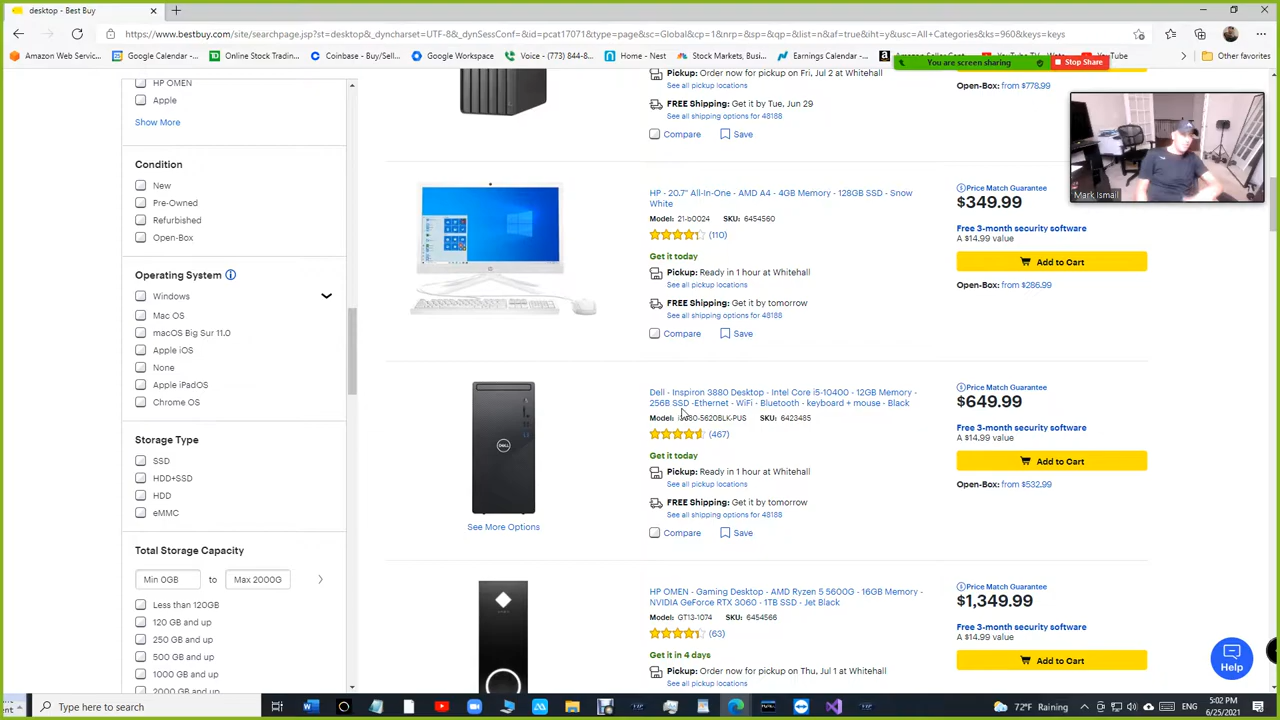 desktop - Best Buy
https://www.bestbuy.com/site/searchpage.jsp?st=desktop&_dyncharset=UTF-8&_dynSessConf=&id=pcat17071&type=page&sc=Global&cp=1&nrp=&sp=&qp=&list=n&af=true&iht=y&usc=All+Categories&ks=960&keys=keys
Amazon Web Servic...
Google Calendar - ...
Online Stock Tradin...
Coinbase - Buy/Sell...
Google Workspace
Voice - (773) 844-8...
Home - Nest
Stock Markets, Busi...
Earnings Calendar -...
YouTube
Other favorites
You are screen sharing
Stop Share
HP OMEN
Apple
Show More
Condition
New
Pre-Owned
Refurbished
Open-Box
Operating System
Windows
Mac OS
macOS Big Sur 11.0
Apple iOS
None
Apple iPadOS
Chrome OS
Storage Type
SSD
HDD+SSD
HDD
eMMC
Total Storage Capacity
Min 0GB to Max 2000G
Less than 120GB
120 GB and up
250 GB and up
500 GB and up
1000 GB and up
2000 GB and up
Pickup: Order now for pickup on Fri, Jul 2 at Whitehall
See all pickup locations
FREE Shipping: Get it by Tue, Jun 29
See all shipping options for 48188
Compare Save
Open-Box: from $778.99
Mark Ismail
HP - 20.7" All-In-One - AMD A4 - 4GB Memory - 128GB SSD - Snow
White
Model: 21-b0024 SKU: 6454560
(110)
Get it today
Pickup: Ready in 1 hour at Whitehall
See all pickup locations
FREE Shipping: Get it by tomorrow
See all shipping options for 48188
Compare Save
Price Match Guarantee
$349.99
Free 3-month security software
A $14.99 value
Add to Cart
Open-Box: from $286.99
See More Options
Dell - Inspiron 3880 Desktop - Intel Core i5-10400 - 12GB Memory -
256B SSD -Ethernet - WiFi - Bluetooth - keyboard + mouse - Black
Model: i3880-5620BLK-PUS SKU: 6423485
(467)
Get it today
Pickup: Ready in 1 hour at Whitehall
See all pickup locations
FREE Shipping: Get it by tomorrow
See all shipping options for 48188
Compare Save
Price Match Guarantee
$649.99
Free 3-month security software
A $14.99 value
Add to Cart
Open-Box: from $532.99
HP OMEN - Gaming Desktop - AMD Ryzen 5 5600G - 16GB Memory -
NVIDIA GeForce RTX 3060 - 1TB SSD - Jet Black
Model: GT13-1074 SKU: 6454566
(63)
Get it in 4 days
Pickup: Order now for pickup on Thu, Jul 1 at Whitehall
See all pickup locations
Price Match Guarantee
$1,349.99
Free 3-month security software
A $14.99 value
Add to Cart
Help
Type here to search
72°F Raining
5:02 PM
6/25/2021